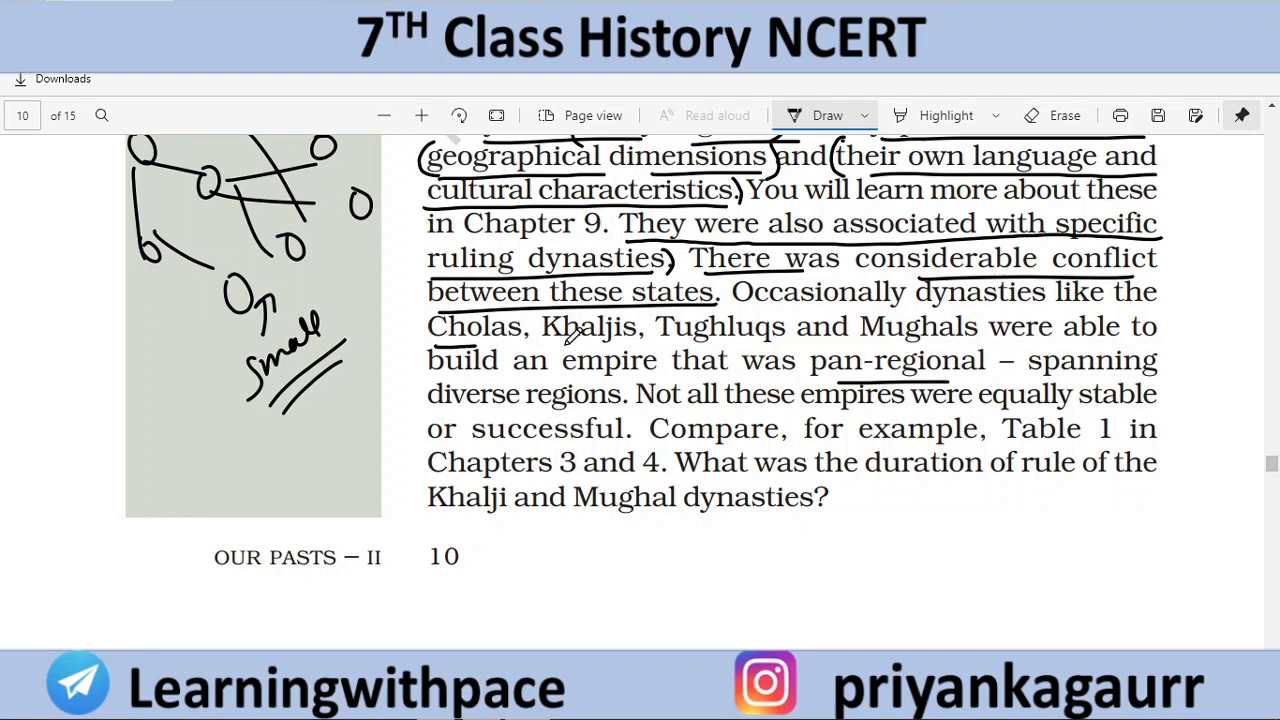 7TH Class History NCERT
Downloads
10 of 15 Page view Read aloud Draw Highlight Erase
geographical dimensions and their own language and
cultural characteristics. You will learn more about these
in Chapter 9. They were also associated with specific
ruling dynasties. There was considerable conflict
between these states. Occasionally dynasties like the
Cholas, Khaljis, Tughluqs and Mughals were able to
build an empire that was pan-regional – spanning
diverse regions. Not all these empires were equally stable
or successful. Compare, for example, Table 1 in
Chapters 3 and 4. What was the duration of rule of the
Khalji and Mughal dynasties?
small
OUR PASTS – II 10
Learningwithpace priyankagaurr